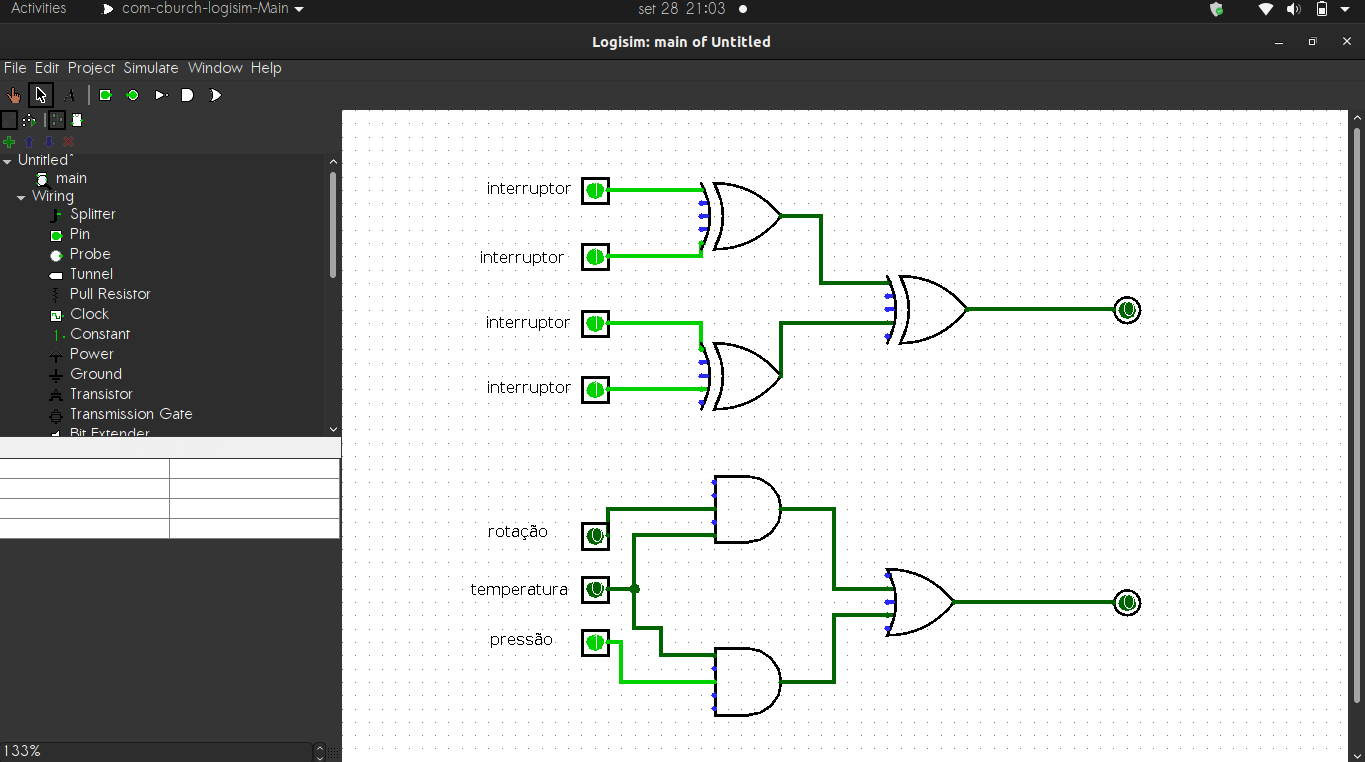 Activities com-cburch-logisim-Main set 28 21:03
Logisim: main of Untitled
File Edit Project Simulate Window Help
A
Untitled*
main
Wiring
Splitter
Pin
Probe
Tunnel
Pull Resistor
Clock
Constant
Power
Ground
Transistor
Transmission Gate
Bit Extender
133%
interruptor
interruptor
interruptor
interruptor
rotação
temperatura
pressão